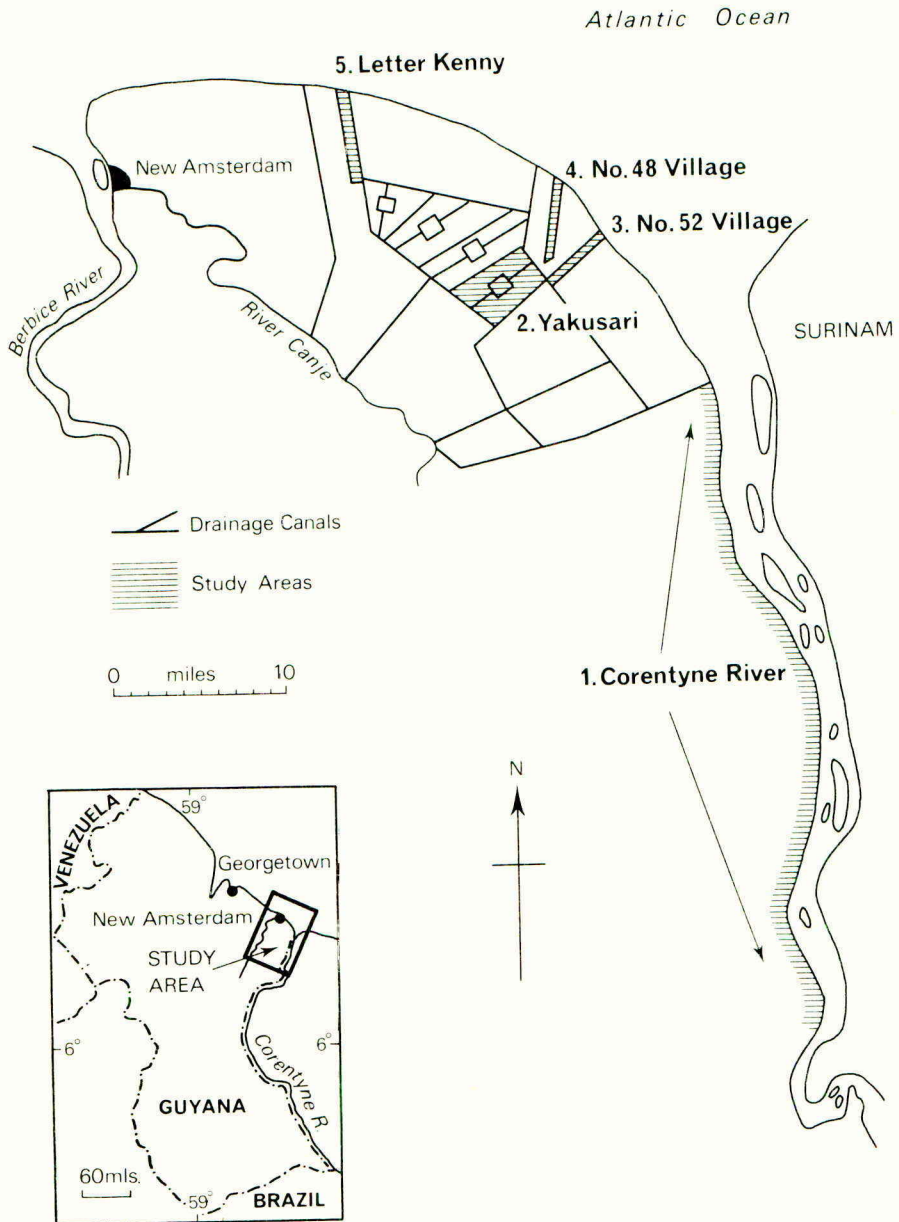 Atlantic Ocean
5. Letter Kenny
New Amsterdam
4. No. 48 Village
3. No. 52 Village
Berbice River
River Canje
2. Yakusari
SURINAM
Drainage Canals
Study Areas
0 miles 10
1. Corentyne River
N
VENEZUELA
59°
Georgetown
New Amsterdam
STUDY
AREA
6°
6°
Corentyne R.
GUYANA
60mls.
59°
BRAZIL